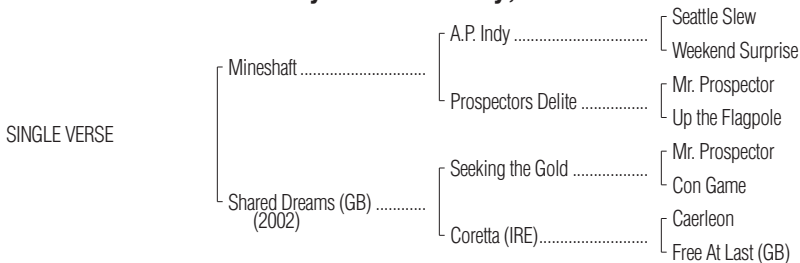 Seattle Slew
A.P. Indy
Weekend Surprise
Mineshaft
Mr. Prospector
Prospectors Delite
Up the Flagpole
SINGLE VERSE
Mr. Prospector
Seeking the Gold
Con Game
Shared Dreams (GB)
(2002)
Caerleon
Coretta (IRE)
Free At Last (GB)